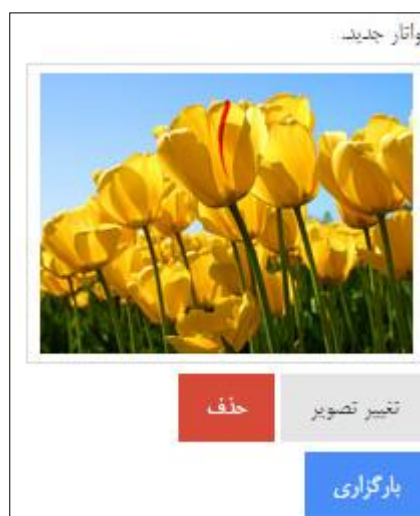 واتار جدید.
تغییر تصویر
حذف
بارگزاری